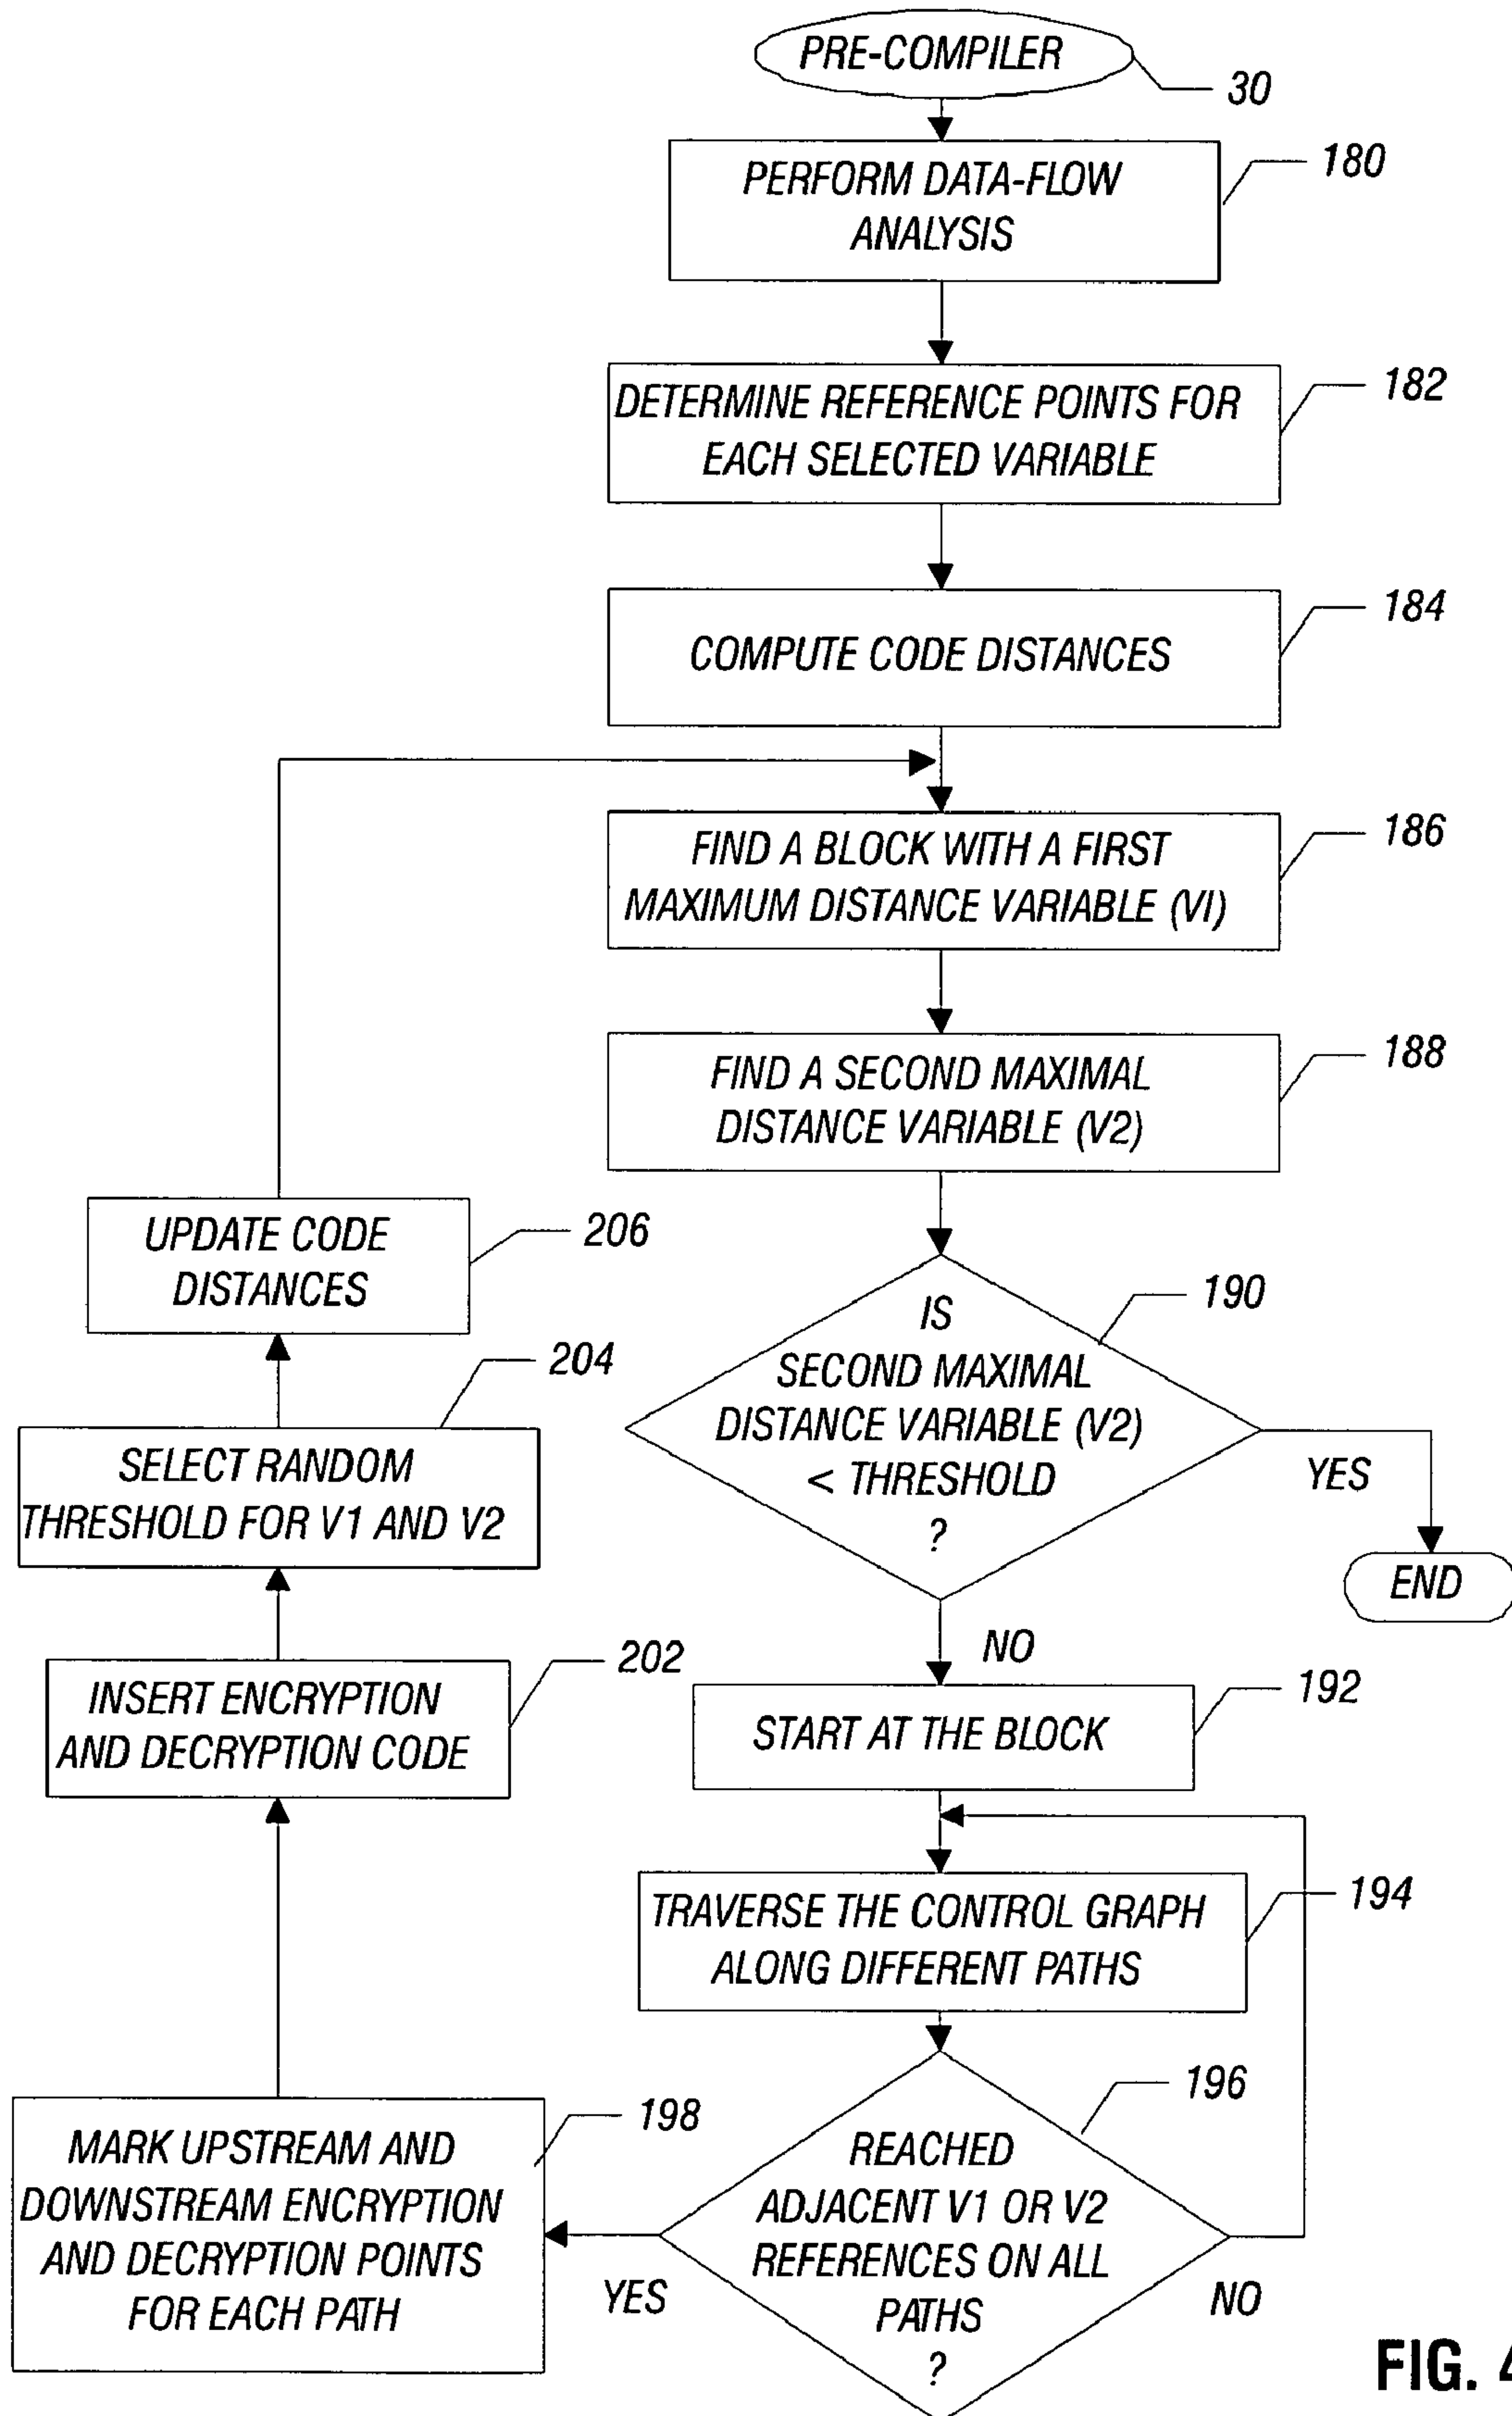 PRE-COMPILER
30
PERFORM DATA-FLOW
ANALYSIS
180
DETERMINE REFERENCE POINTS FOR
EACH SELECTED VARIABLE
182
COMPUTE CODE DISTANCES
184
FIND A BLOCK WITH A FIRST
MAXIMUM DISTANCE VARIABLE (VI)
186
FIND A SECOND MAXIMAL
DISTANCE VARIABLE (V2)
188
IS
SECOND MAXIMAL
DISTANCE VARIABLE (V2)
< THRESHOLD
?
190
YES
END
NO
START AT THE BLOCK
192
TRAVERSE THE CONTROL GRAPH
ALONG DIFFERENT PATHS
194
REACHED
ADJACENT V1 OR V2
REFERENCES ON ALL
PATHS
?
196
NO
YES
MARK UPSTREAM AND
DOWNSTREAM ENCRYPTION
AND DECRYPTION POINTS
FOR EACH PATH
198
INSERT ENCRYPTION
AND DECRYPTION CODE
202
SELECT RANDOM
THRESHOLD FOR V1 AND V2
204
UPDATE CODE
DISTANCES
206
FIG. 4